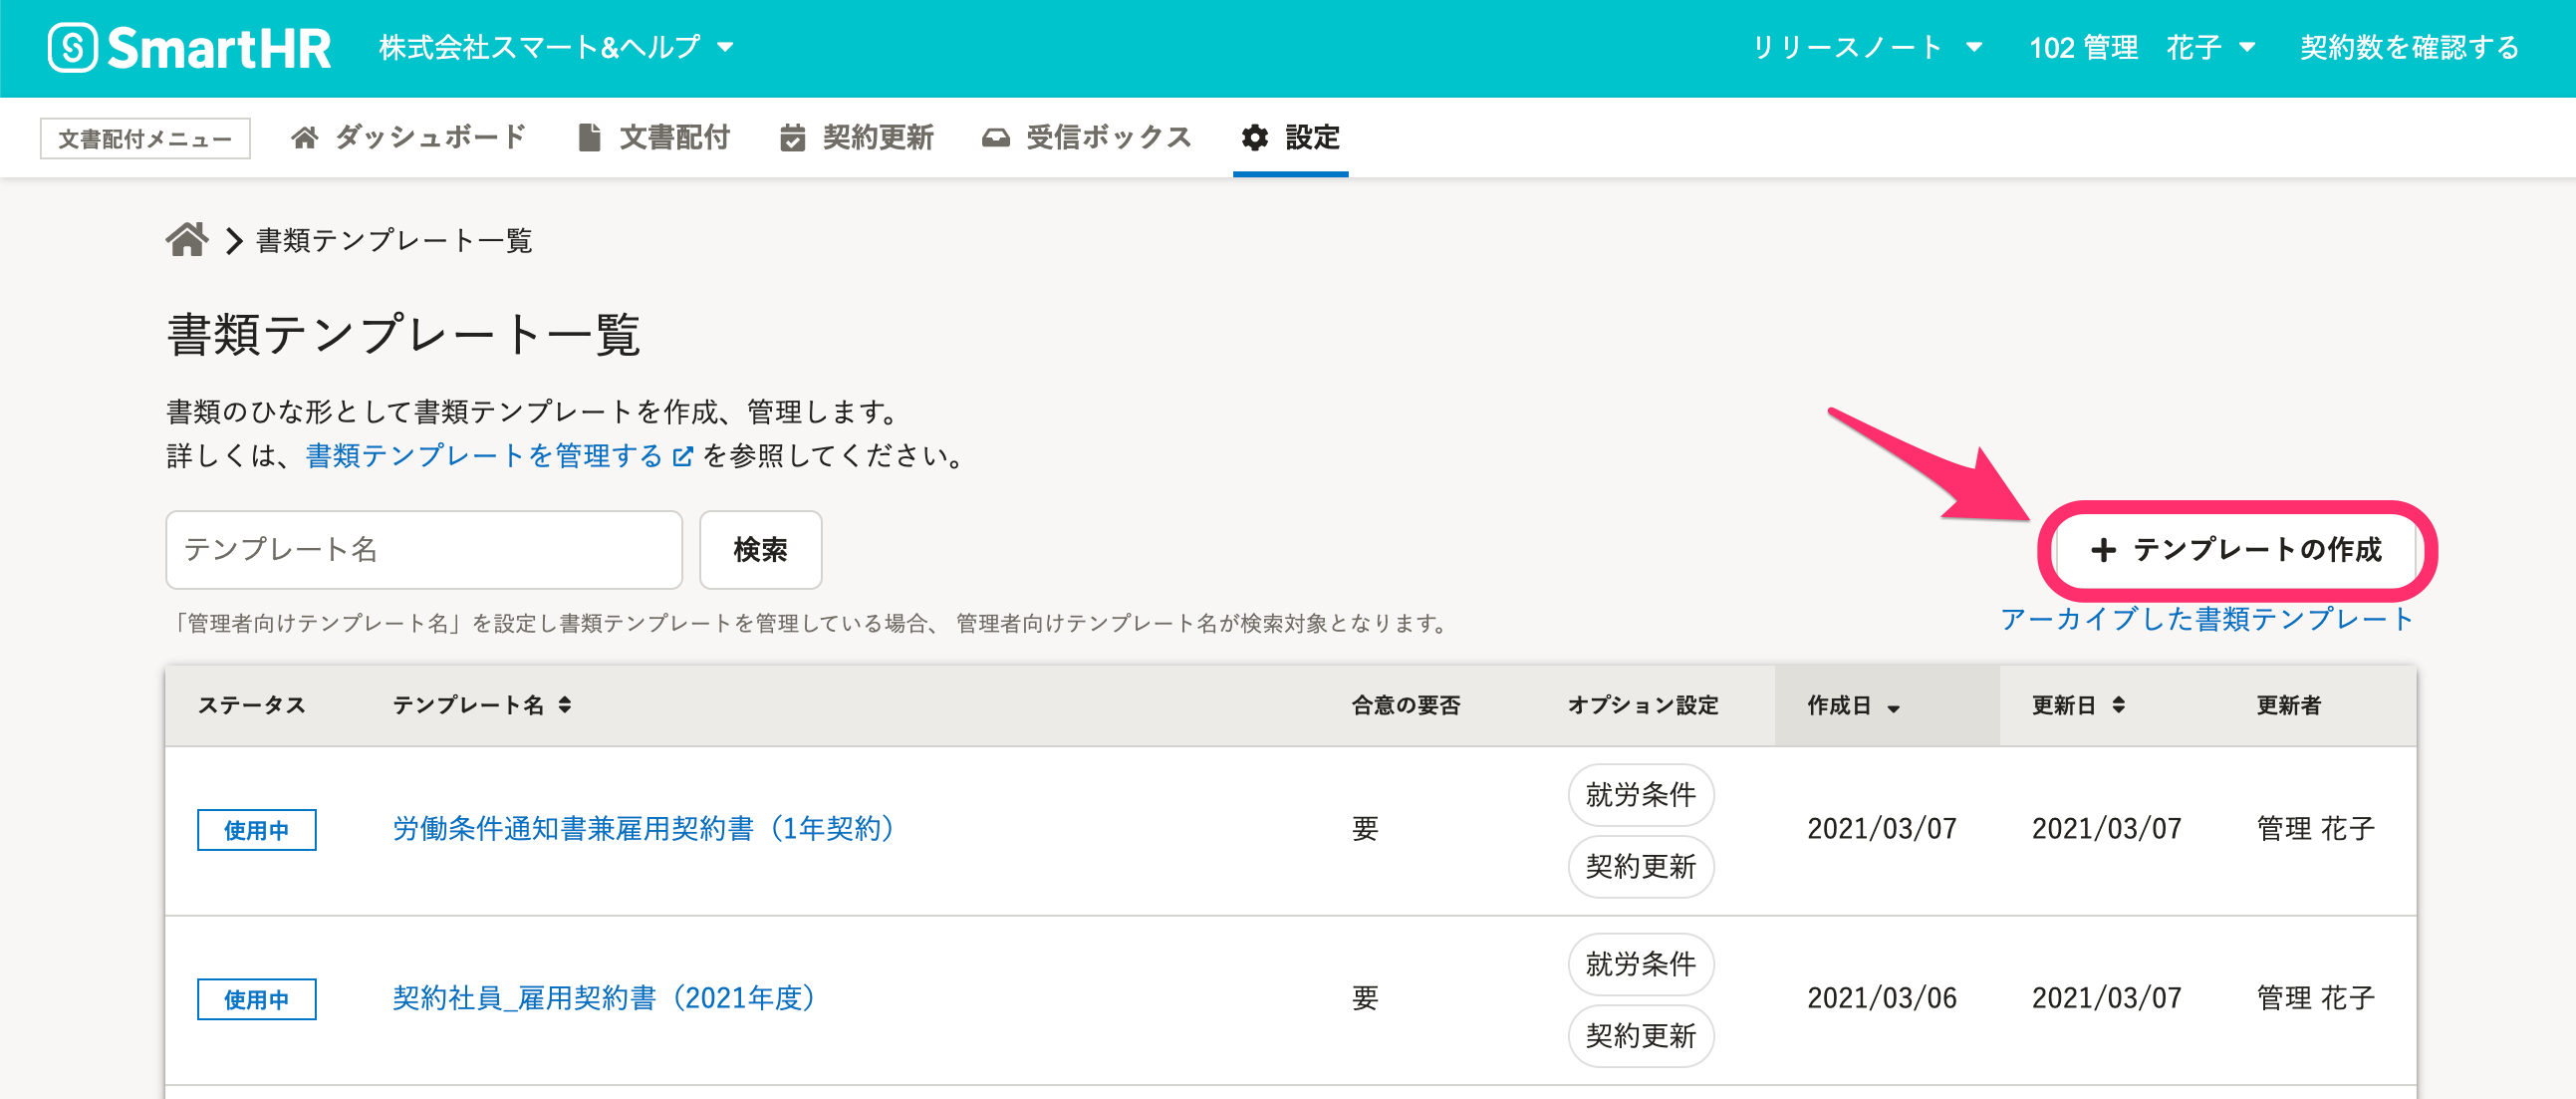 SmartHR 株式会社スマート&ヘルプ リリースノート 102 管理 花子 契約数を確認する
文書配付メニュー ダッシュボード 文書配付 契約更新 受信ボックス 設定
書類テンプレート一覧
書類テンプレート一覧
書類のひな形として書類テンプレートを作成、管理します。
詳しくは、書類テンプレートを管理する を参照してください。
テンプレート名 検索 テンプレートの作成
「管理者向けテンプレート名」を設定し書類テンプレートを管理している場合、 管理者向けテンプレート名が検索対象となります。
アーカイブした書類テンプレート
ステータス テンプレート名 合意の要否 オプション設定 作成日 更新日 更新者
使用中 労働条件通知書兼雇用契約書（1年契約） 要 就労条件 契約更新 2021/03/07 2021/03/07 管理 花子
使用中 契約社員_雇用契約書（2021年度） 要 就労条件 契約更新 2021/03/06 2021/03/07 管理 花子